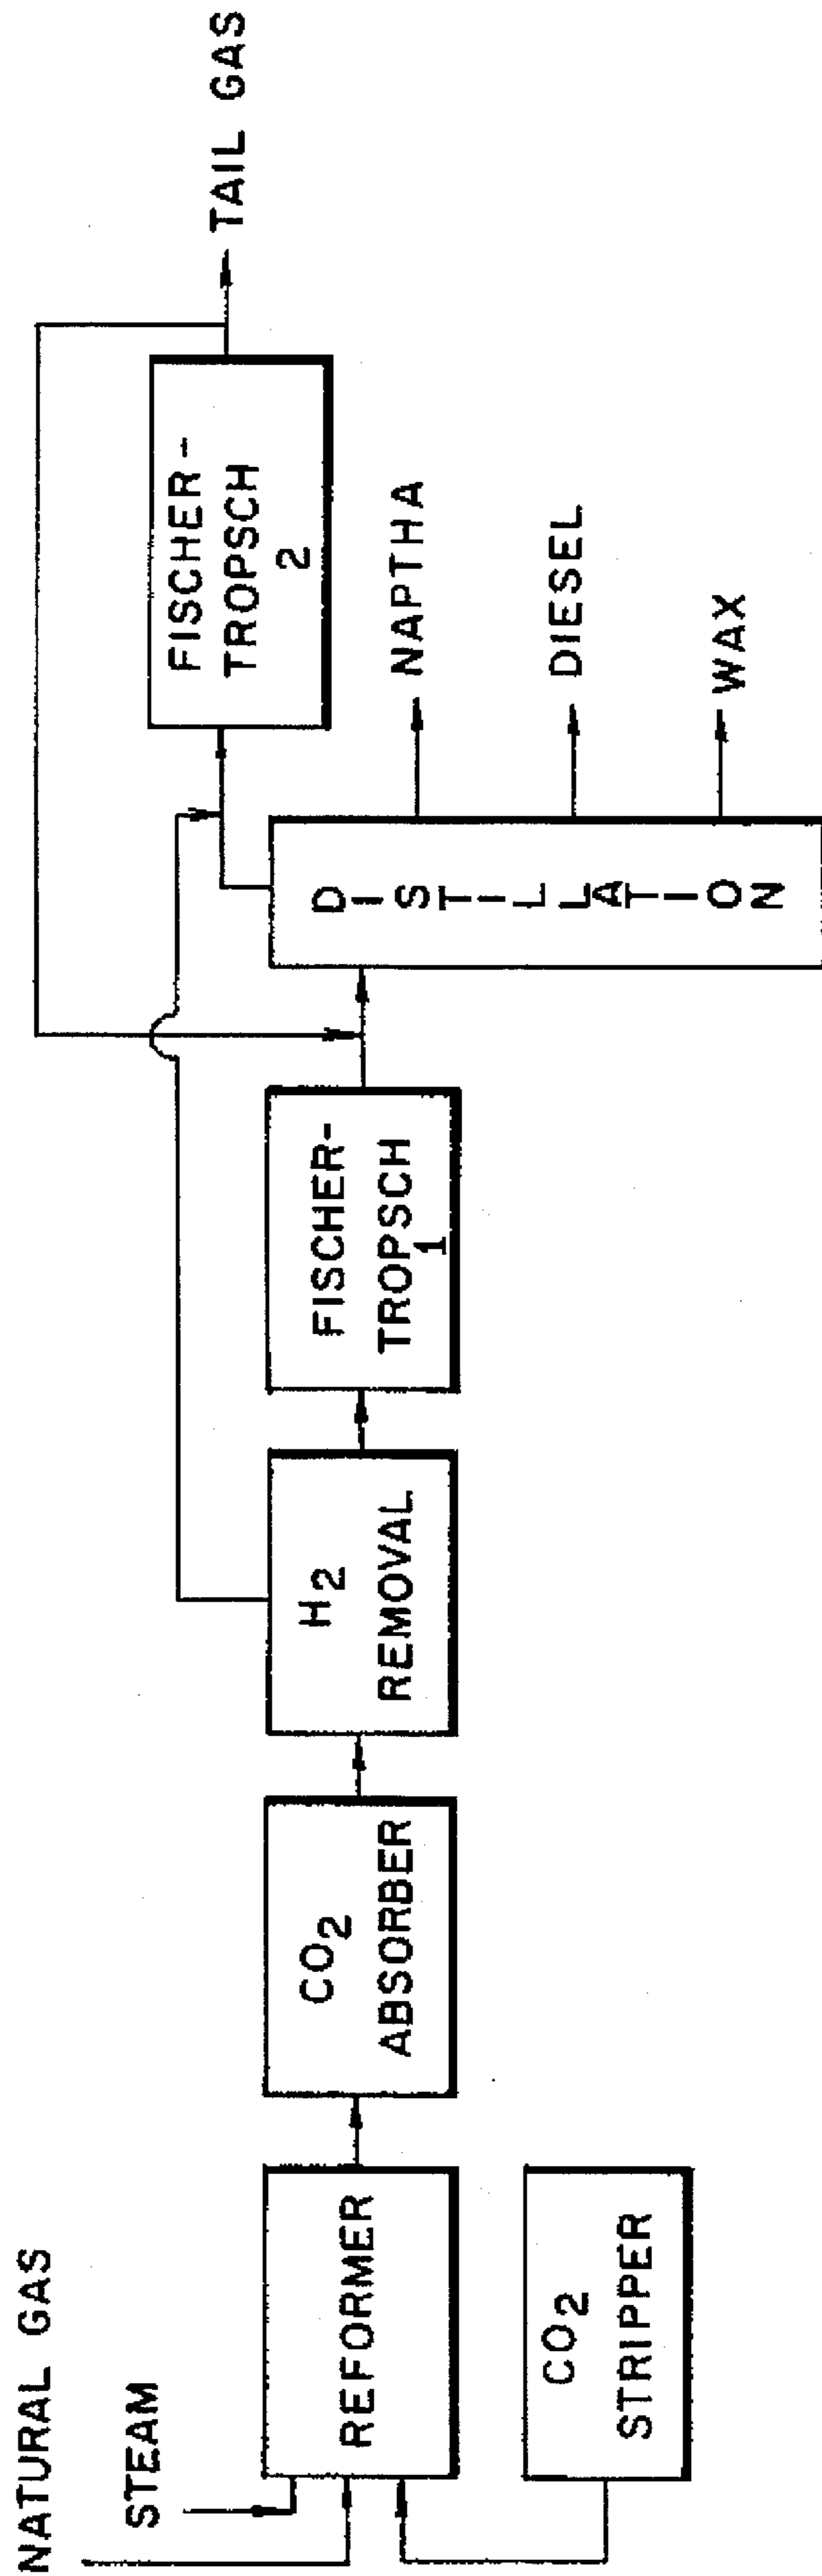 NATURAL GAS
STEAM
REFORMER
CO2
STRIPPER
CO2
ABSORBER
H2
REMOVAL
FISCHER-
TROPSCH
1
DISTILLATION
FISCHER-
TROPSCH
2
TAIL GAS
NAPTHA
DIESEL
WAX